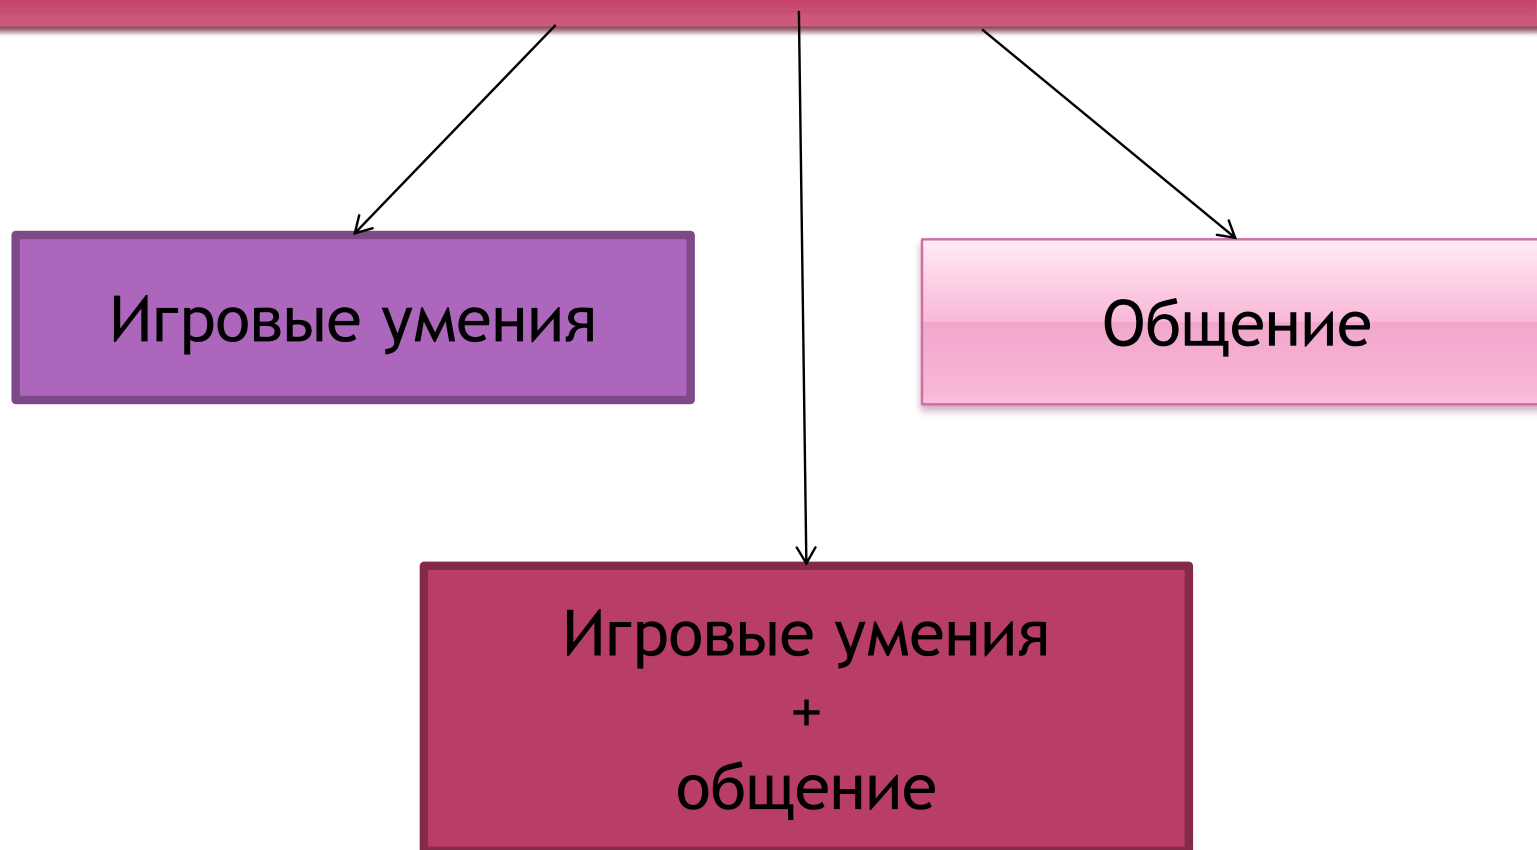 Игровые умения
Общение
Игровые умения
+
общение